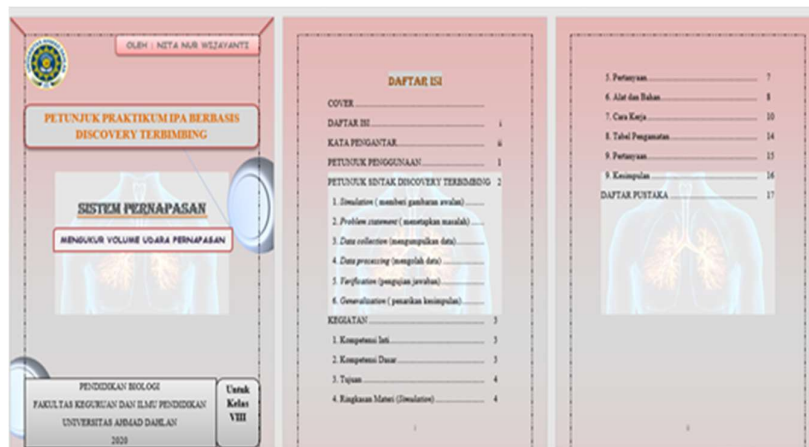 OLEH : NITA NUR WIJAYANTI
PETUNJUK PRAKTIKUM IPA BERBASIS
DISCOVERY TERBIMBING
SISTEM PERNAPASAN
MENGUKUR VOLUME UDARA PERNAPASAN
PENDIDIKAN BIOLOGI
FAKULTAS KEGURUAN DAN ILMU PENDIDIKAN
UNIVERSITAS AHMAD DAHLAN
2020
Untuk
Kelas
VIII
DAFTAR ISI
COVER
DAFTAR ISI i
KATA PENGANTAR ii
PETUNJUK PENGGUNAAN 1
PETUNJUK SINTAK DISCOVERY TERBIMBING 2
1. Simulation ( memberi gambaran awalan)
2. Problem statement ( menetapkan masalah)
3. Data collection (mengumpulkan data)
4. Data processing (mengolah data)
5. Verification (pengujian jawaban)
6. Generalization ( penarikan kesimpulan)
KEGIATAN 3
1. Kompetensi Inti 3
2. Kompetensi Dasar 3
3. Tujuan 4
4. Ringkasan Materi (Simulation) 4
5. Pertanyaan 7
6. Alat dan Bahan 8
7. Cara Kerja 10
8. Tabel Pengamatan 14
9. Pertanyaan 15
9. Kesimpulan 16
DAFTAR PUSTAKA 17